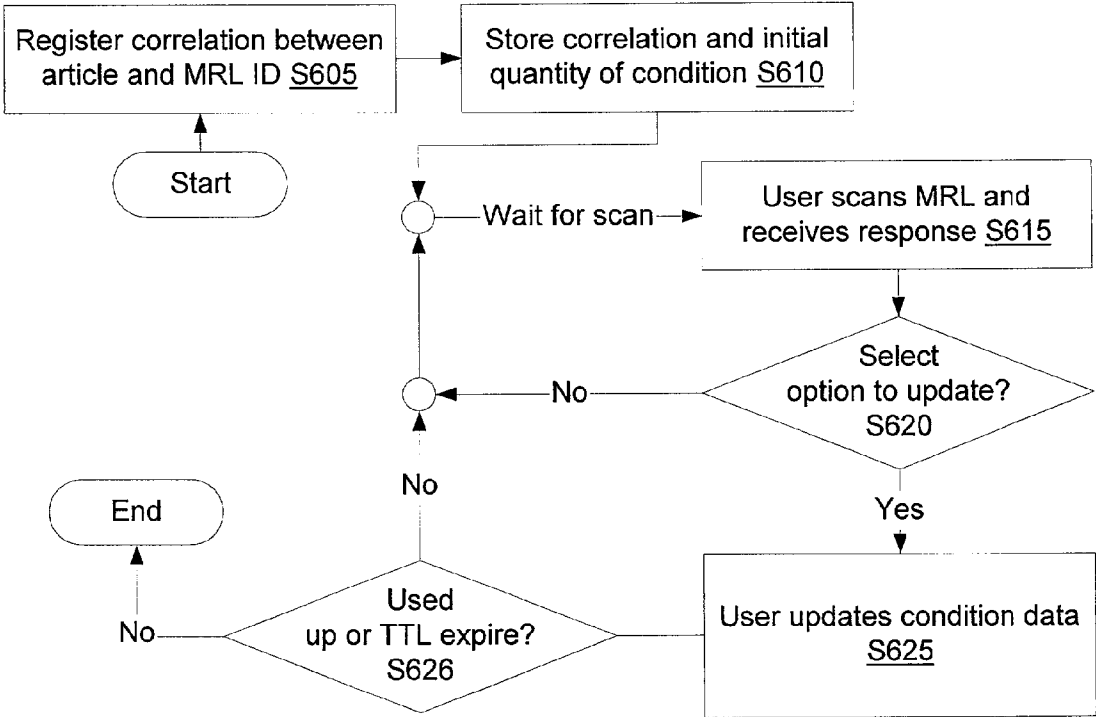 Register correlation between
article and MRL ID S605
Store correlation and initial
quantity of condition S610
Start
Wait for scan
User scans MRL and
receives response S615
Select
option to update?
S620
No
No
End
Yes
Used
up or TTL expire?
S626
No
User updates condition data
S625